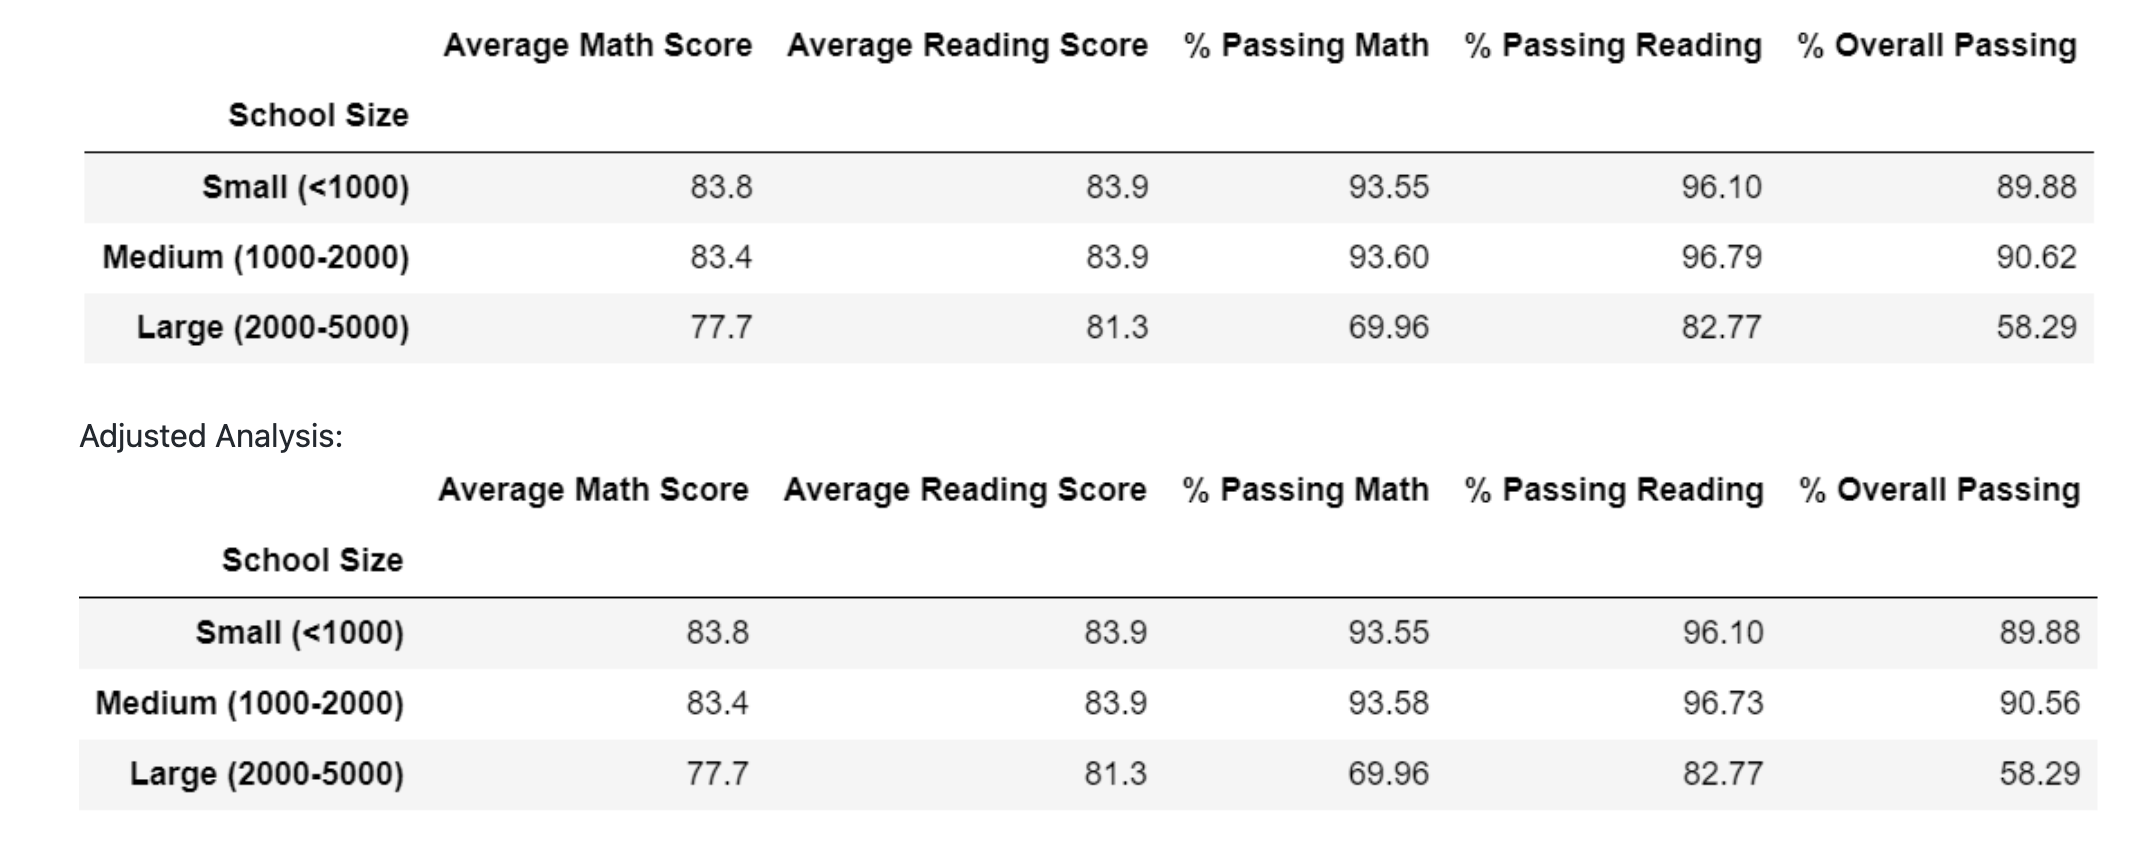 Average Math Score Average Reading Score % Passing Math % Passing Reading % Overall Passing
School Size
Small (<1000) 83.8 83.9 93.55 96.10 89.88
Medium (1000-2000) 83.4 83.9 93.60 96.79 90.62
Large (2000-5000) 77.7 81.3 69.96 82.77 58.29
Adjusted Analysis:
Average Math Score Average Reading Score % Passing Math % Passing Reading % Overall Passing
School Size
Small (<1000) 83.8 83.9 93.55 96.10 89.88
Medium (1000-2000) 83.4 83.9 93.58 96.73 90.56
Large (2000-5000) 77.7 81.3 69.96 82.77 58.29